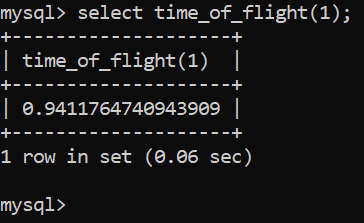 mysql> select time_of_flight(1);
+--------------------+
| time_of_flight(1)  |
+--------------------+
| 0.9411764740943909 |
+--------------------+
1 row in set (0.06 sec)
mysql>